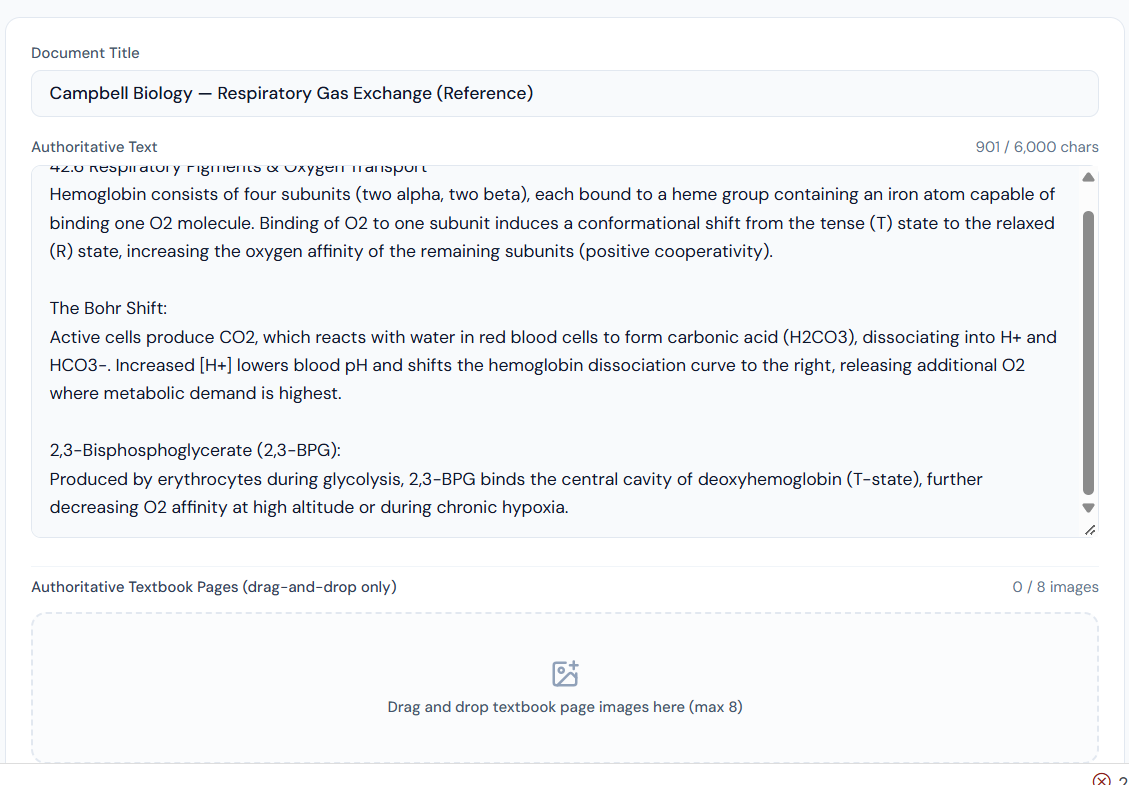 Document Title
Campbell Biology — Respiratory Gas Exchange (Reference)
Authoritative Text
901 / 6,000 chars
42.6 Respiratory Pigments & Oxygen Transport
Hemoglobin consists of four subunits (two alpha, two beta), each bound to a heme group containing an iron atom capable of
binding one O2 molecule. Binding of O2 to one subunit induces a conformational shift from the tense (T) state to the relaxed
(R) state, increasing the oxygen affinity of the remaining subunits (positive cooperativity).
The Bohr Shift:
Active cells produce CO2, which reacts with water in red blood cells to form carbonic acid (H2CO3), dissociating into H+ and
HCO3-. Increased [H+] lowers blood pH and shifts the hemoglobin dissociation curve to the right, releasing additional O2
where metabolic demand is highest.
2,3-Bisphosphoglycerate (2,3-BPG):
Produced by erythrocytes during glycolysis, 2,3-BPG binds the central cavity of deoxyhemoglobin (T-state), further
decreasing O2 affinity at high altitude or during chronic hypoxia.
Authoritative Textbook Pages (drag-and-drop only)
0 / 8 images
Drag and drop textbook page images here (max 8)
2